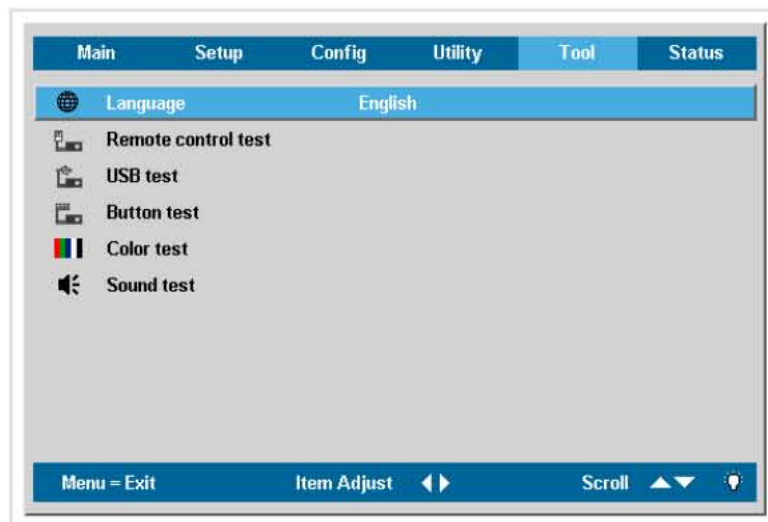 Main Setup Config Utility Tool Status
Language English
Remote control test
USB test
Button test
Color test
Sound test
Menu = Exit Item Adjust Scroll